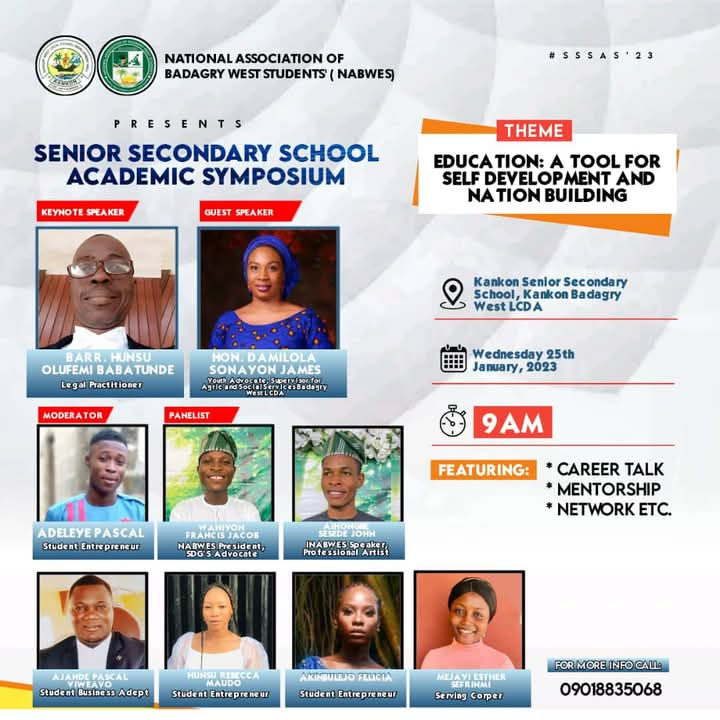 NATIONAL ASSOCIATION OF
BADAGRY WEST STUDENTS' ( NABWES)
#SSSAS'23
PRESENTS
SENIOR SECONDARY SCHOOL
ACADEMIC SYMPOSIUM
THEME
EDUCATION: A TOOL FOR
SELF DEVELOPMENT AND
NATION BUILDING
KEYNOTE SPEAKER
GUEST SPEAKER
BARR. HUNSU
OLUFEMI BABATUNDE
Legal Practitioner
HON. DAMILOLA
SONAYON JAMES
Youth Advocate, Supervisor for
Agric and Social Services Badagry
West LCDA
Kankon Senior Secondary
School, Kankon Badagry
West LCDA
Wednesday 25th
January, 2023
9AM
FEATURING:
* CAREER TALK
* MENTORSHIP
* NETWORK ETC.
MODERATOR
PANELIST
ADELEYE PASCAL
Student Entrepreneur
WANIYON
FRANCIS JACOB
NABWES President,
SDG'S Advocate
AIHONGBE
SESEDE JOHN
INABWES Speaker,
Professional Artist
AJAHDE PASCAL
VIWEAVO
Student Business Adept
HUNSU REBECCA
MAUDO
Student Entrepreneur
AKINBULEJO FELICIA
Student Entrepreneur
MEJAYI ESTHER
SEFRINMI
Serving Corper
FOR MORE INFO CALL:
09018835068